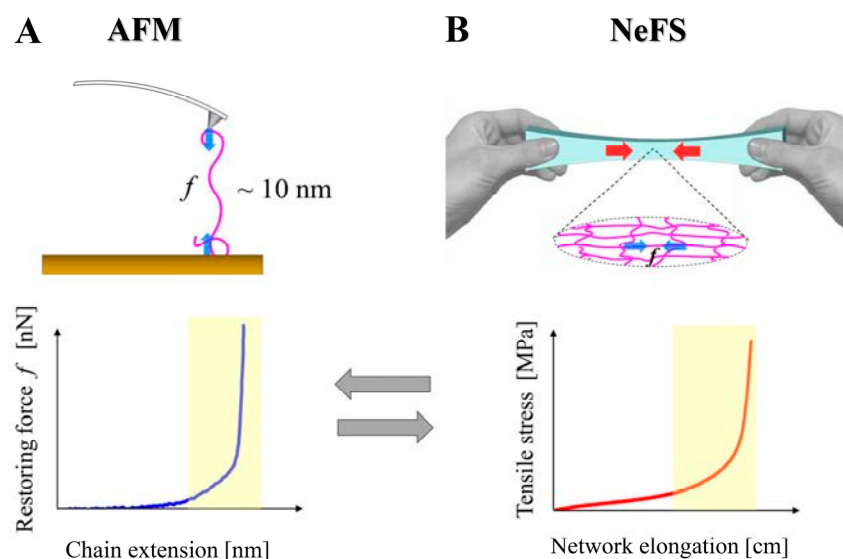 A AFM
B NeFS
f ~ 10 nm
f
Restoring force f [nN]
Chain extension [nm]
Tensile stress [MPa]
Network elongation [cm]